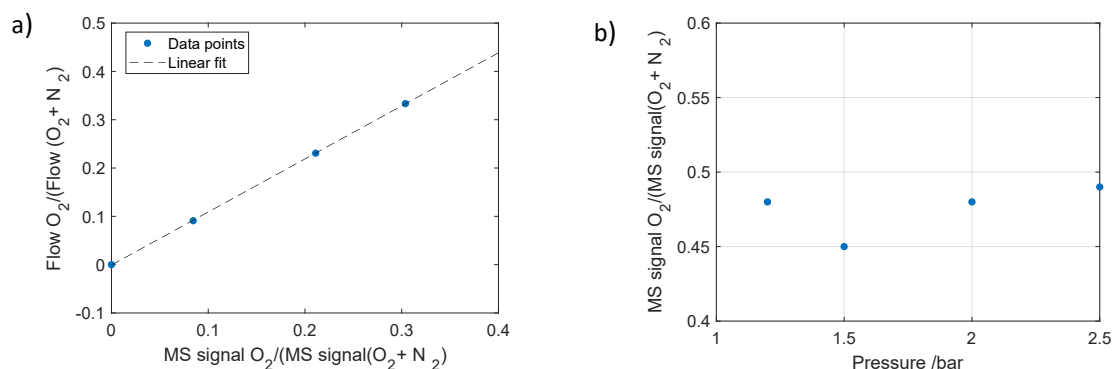 a)
0.5
0.4
0.3
0.2
0.1
0
-0.1
Flow O₂/(Flow (O₂+ N ₂)
Data points
Linear fit
0 0.1 0.2 0.3 0.4
MS signal O₂/(MS signal(O₂+ N ₂)
b)
0.6
0.55
0.5
0.45
0.4
MS signal O₂/(MS signal(O₂+ N ₂)
1 1.5 2 2.5
Pressure /bar